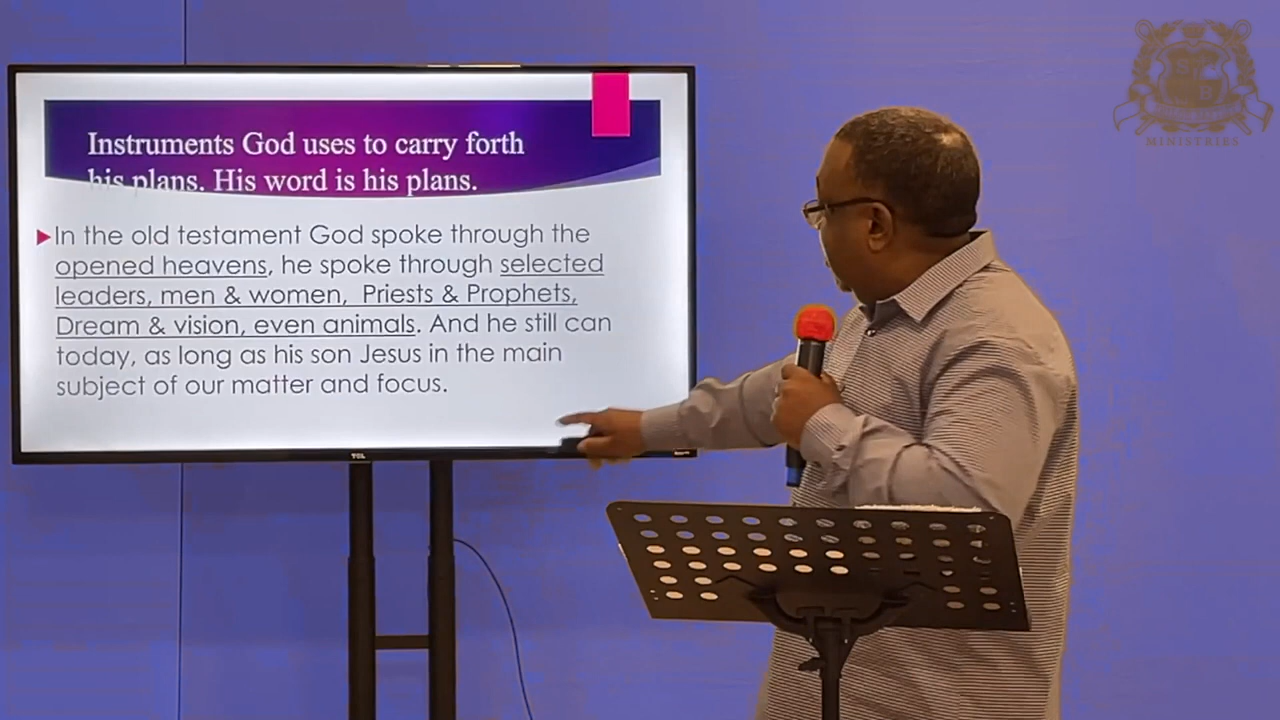 Instruments God uses to carry forth
his plans. His word is his plans.
In the old testament God spoke through the
opened heavens, he spoke through selected
leaders, men & women, Priests & Prophets,
Dream & vision, even animals. And he still can
today, as long as his son Jesus in the main
subject of our matter and focus.
TCL
MINISTRIES